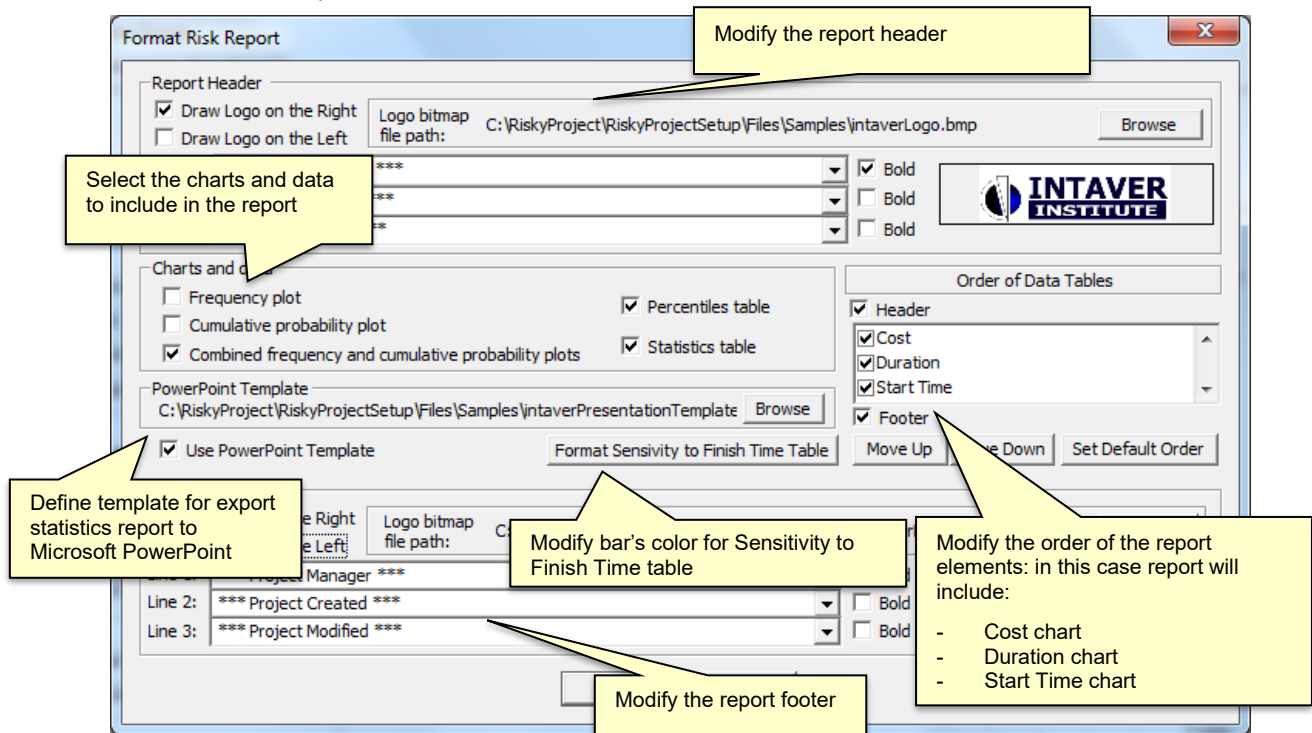 Format Risk Report
Modify the report header
x
Report Header
Draw Logo on the Right
Draw Logo on the Left
Logo bitmap
file path:
C:\RiskyProject\RiskyProjectSetup\Files\Samples\intaverLogo.bmp
Browse
Select the charts and data
to include in the report
***
***
**
Bold
Bold
Bold
INTAVER
INSTITUTE
Charts and
Frequency plot
Cumulative probability plot
Combined frequency and cumulative probability plots
Percentiles table
Statistics table
Order of Data Tables
Header
Cost
Duration
Start Time
Footer
Move Up
Down
Set Default Order
PowerPoint Template
C:\RiskyProject\RiskyProjectSetup\Files\Samples\intaverPresentationTemplate
Browse
Use PowerPoint Template
Format Sensivity to Finish Time Table
Define template for export
statistics report to
Microsoft PowerPoint
Right
Left
Logo bitmap
file path:
C:
Modify bar's color for Sensitivity to
Finish Time table
Modify the order of the report
elements: in this case report will
include:
- Cost chart
- Duration chart
- Start Time chart
Project Manager ***
Line 2: *** Project Created ***
Bold
Line 3: *** Project Modified ***
Bold
Modify the report footer